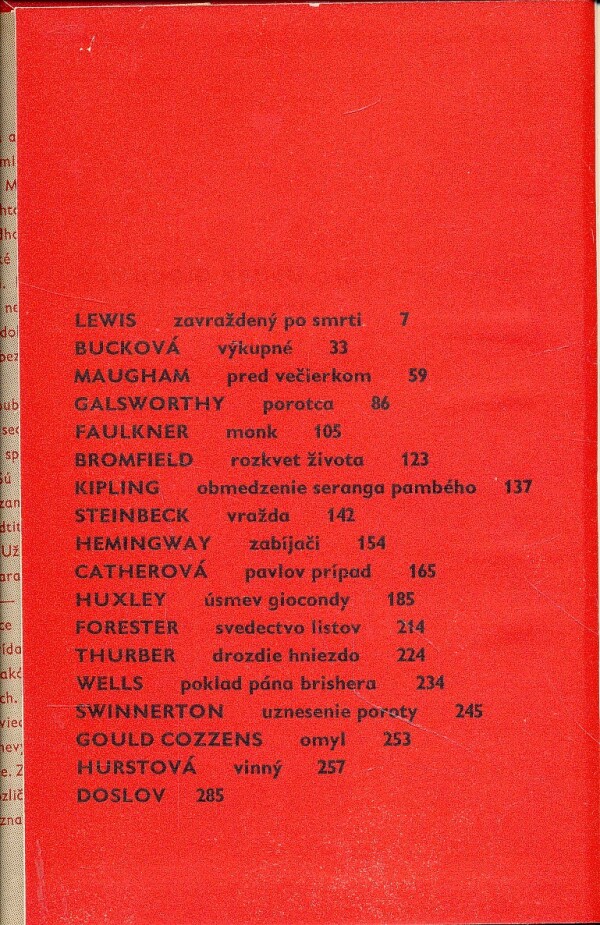 LEWIS zavraždený po smrti 7
BUCKOVÁ výkupné 33
MAUGHAM pred večierkom 59
GALSWORTHY porotca 86
FAULKNER monk 105
BROMFIELD rozkvet života 123
KIPLING obmedzenie seranga pambého 137
STEINBECK vražda 142
HEMINGWAY zabíjači 154
CATHEROVÁ pavlov prípad 165
HUXLEY úsmev giocondy 185
FORESTER svedectvo listov 214
THURBER drozdie hniezdo 224
WELLS poklad pána brishera 234
SWINNERTON uznesenie poroty 245
GOULD COZZENS omyl 253
HURSTOVÁ vinný 257
DOSLOV 285